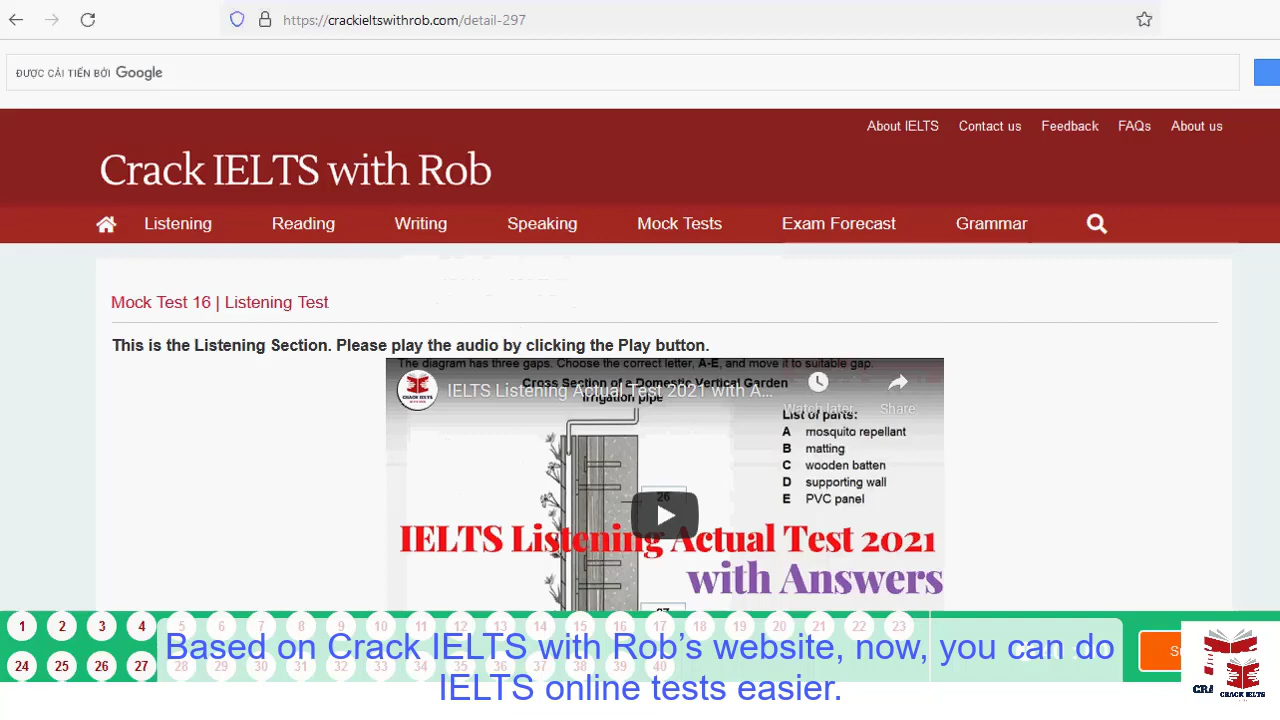 https://crackieltswithrob.com/detail-297
ĐƯỢC CẢI TIẾN BỞI Google
About IELTS Contact us Feedback FAQs About us
Crack IELTS with Rob
Listening Reading Writing Speaking Mock Tests Exam Forecast Grammar
Mock Test 16 | Listening Test
This is the Listening Section. Please play the audio by clicking the Play button.
The diagram has three gaps. Choose the correct letter, A-E, and move it to suitable gap.
Cross Section of a Domestic Vertical Garden
IELTS Listening Actual Test 2021 with A...
Irrigation pipe
Watch later Share
List of parts:
A mosquito repellant
B matting
C wooden batten
D supporting wall
E PVC panel
26
IELTS Listening Actual Test 2021
with Answers
27
1 2 3 4 5 6 7 8 9 10 11 12 13 14 15 16 17 18 19 20 21 22 23
Based on Crack IELTS with Rob’s website, now, you can do
24 25 26 27 28 29 30 31 32 33 34 35 36 37 38 39 40
IELTS online tests easier.
CRACK IELTS